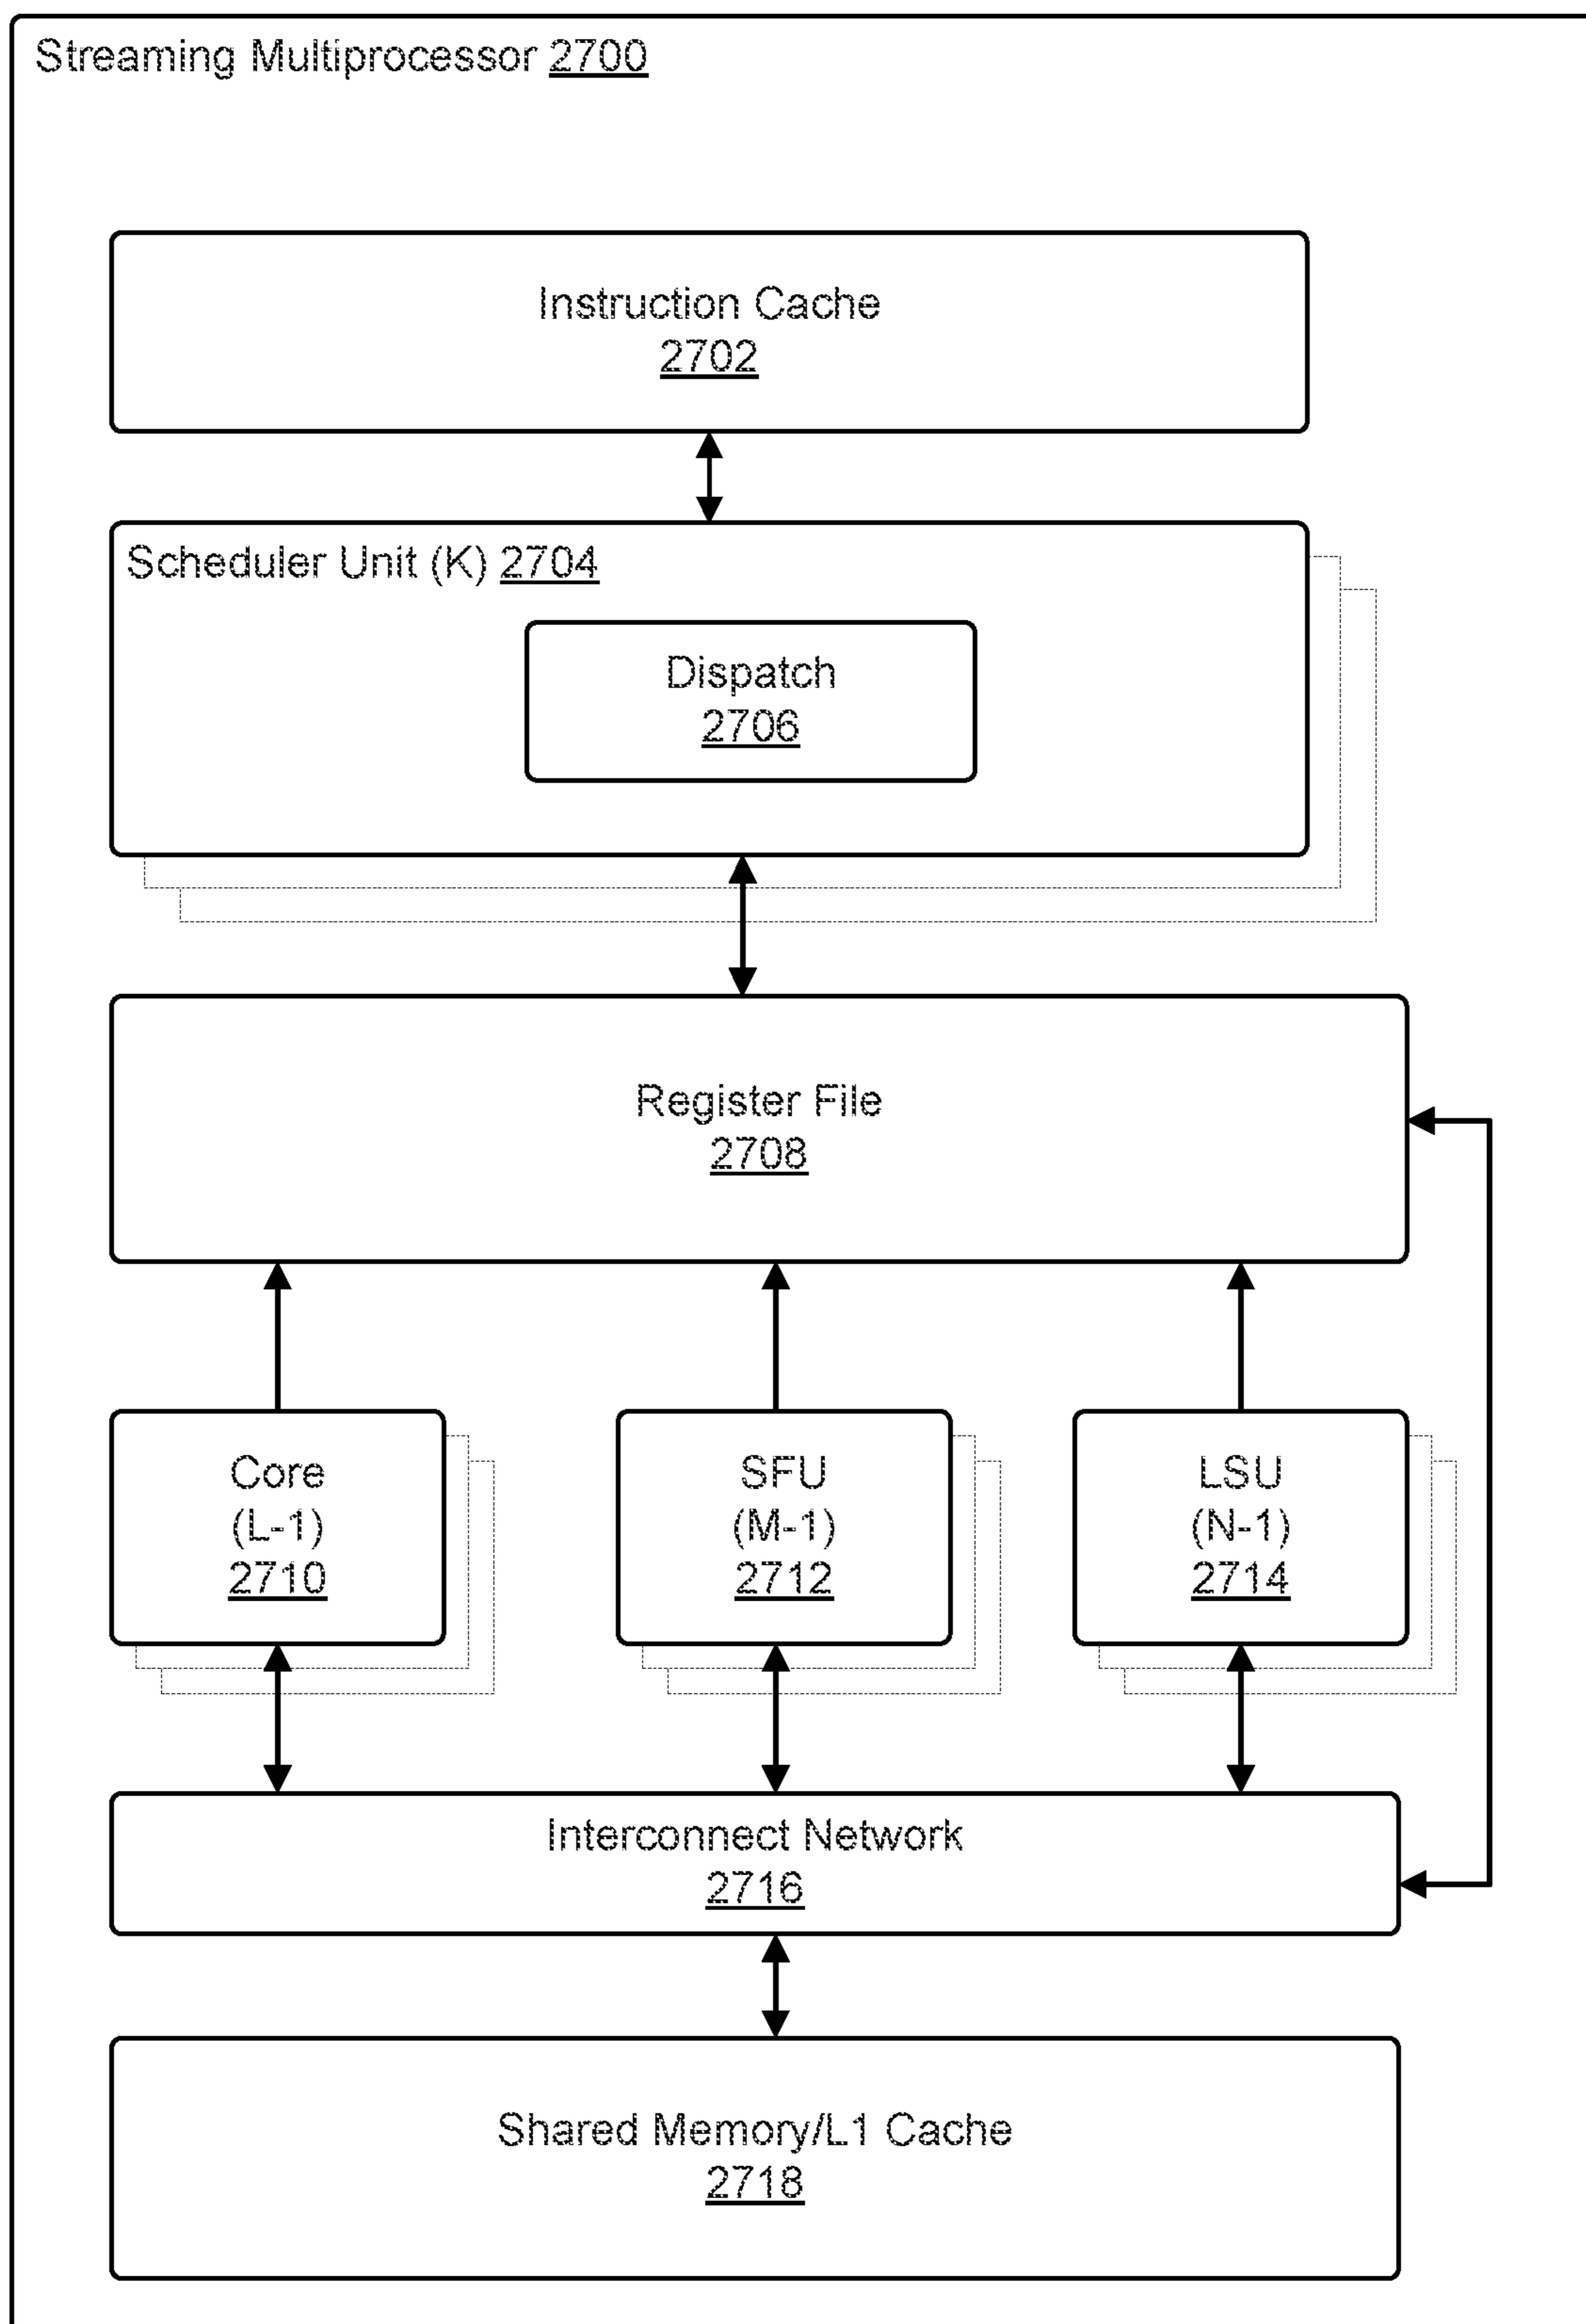 Streaming Multiprocessor 2700
Instruction Cache
2702
Scheduler Unit (K) 2704
Dispatch
2706
Register File
2708
Core
(L-1)
2710
SFU
(M-1)
2712
LSU
(N-1)
2714
Interconnect Network
2716
Shared Memory/L1 Cache
2718